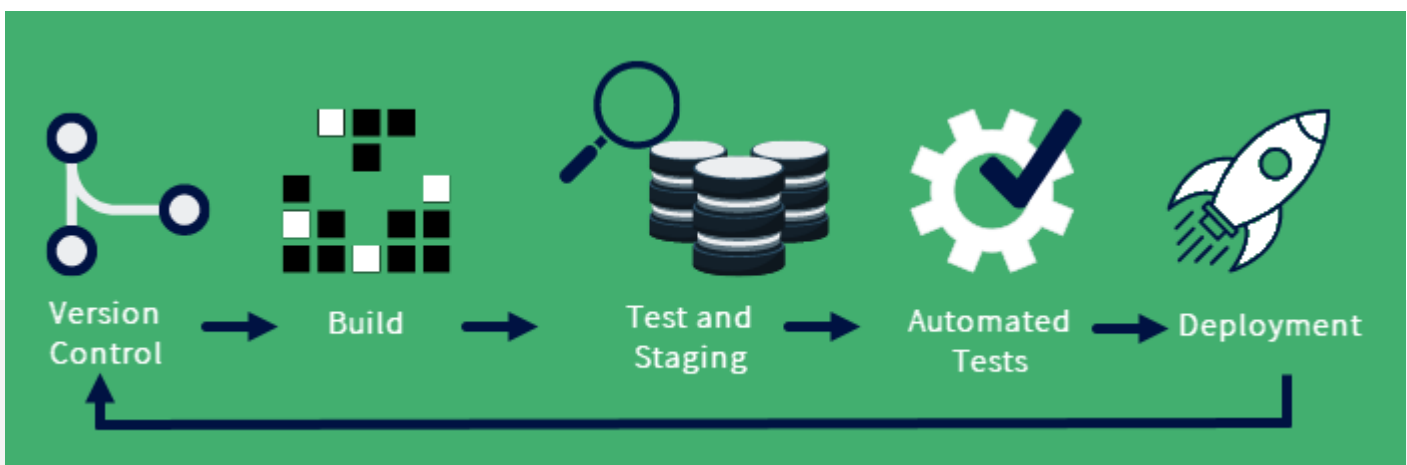 Version
Control
Build
Test and
Staging
Automated
Tests
Deployment